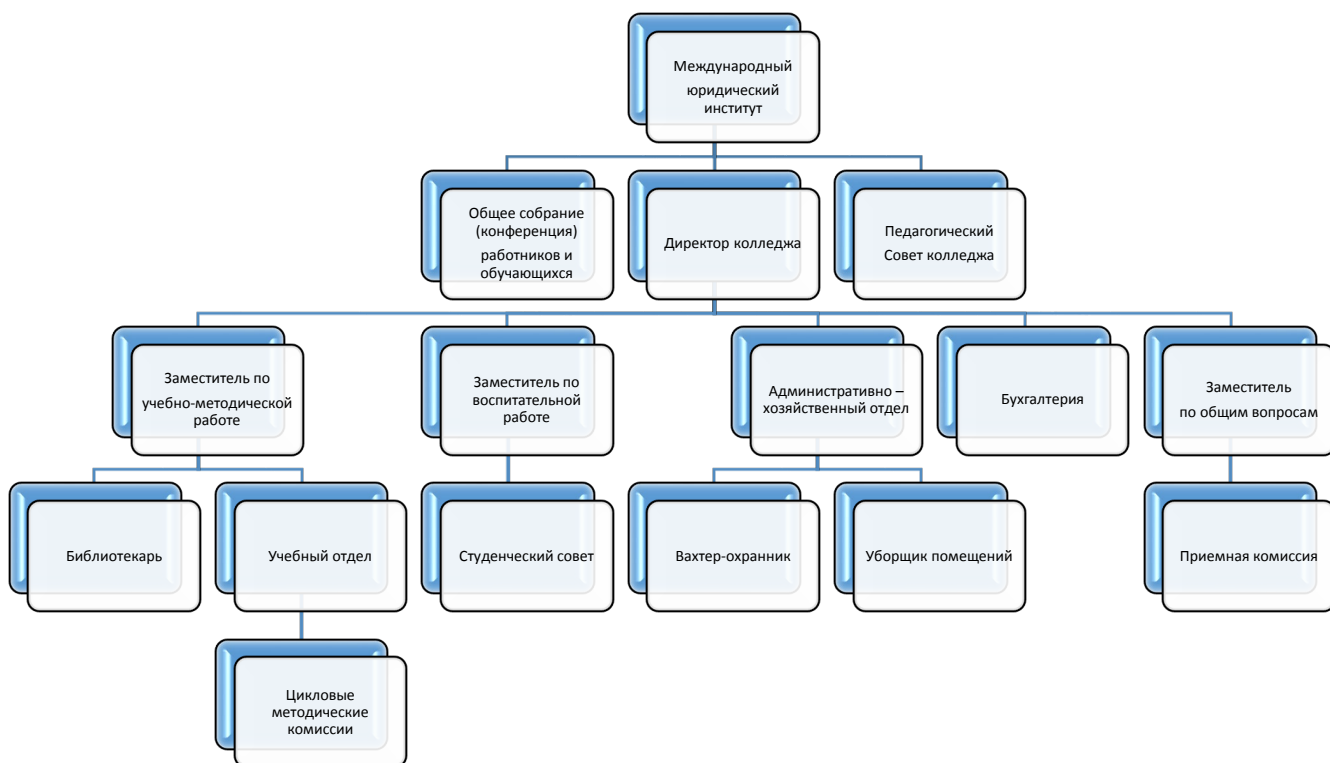 Международный
юридический
институт
Общее собрание
(конференция)
работников и
обучающихся
Директор колледжа
Педагогический
Совет колледжа
Заместитель по
учебно-методической
работе
Заместитель по
воспитательной
работе
Административно –
хозяйственный отдел
Бухгалтерия
Заместитель
по общим вопросам
Библиотекарь
Учебный отдел
Студенческий совет
Вахтер-охранник
Уборщик помещений
Приемная комиссия
Цикловые
методические
комиссии